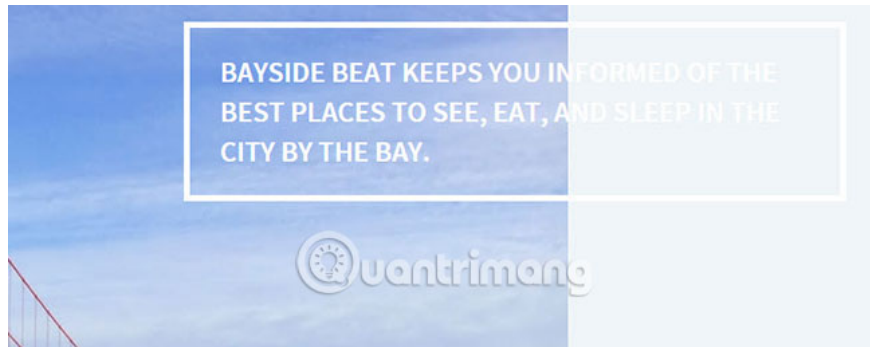 BAYSIDE BEAT KEEPS YOU INFORMED OF THE
BEST PLACES TO SEE, EAT, AND SLEEP IN THE
CITY BY THE BAY.
Quantrimang